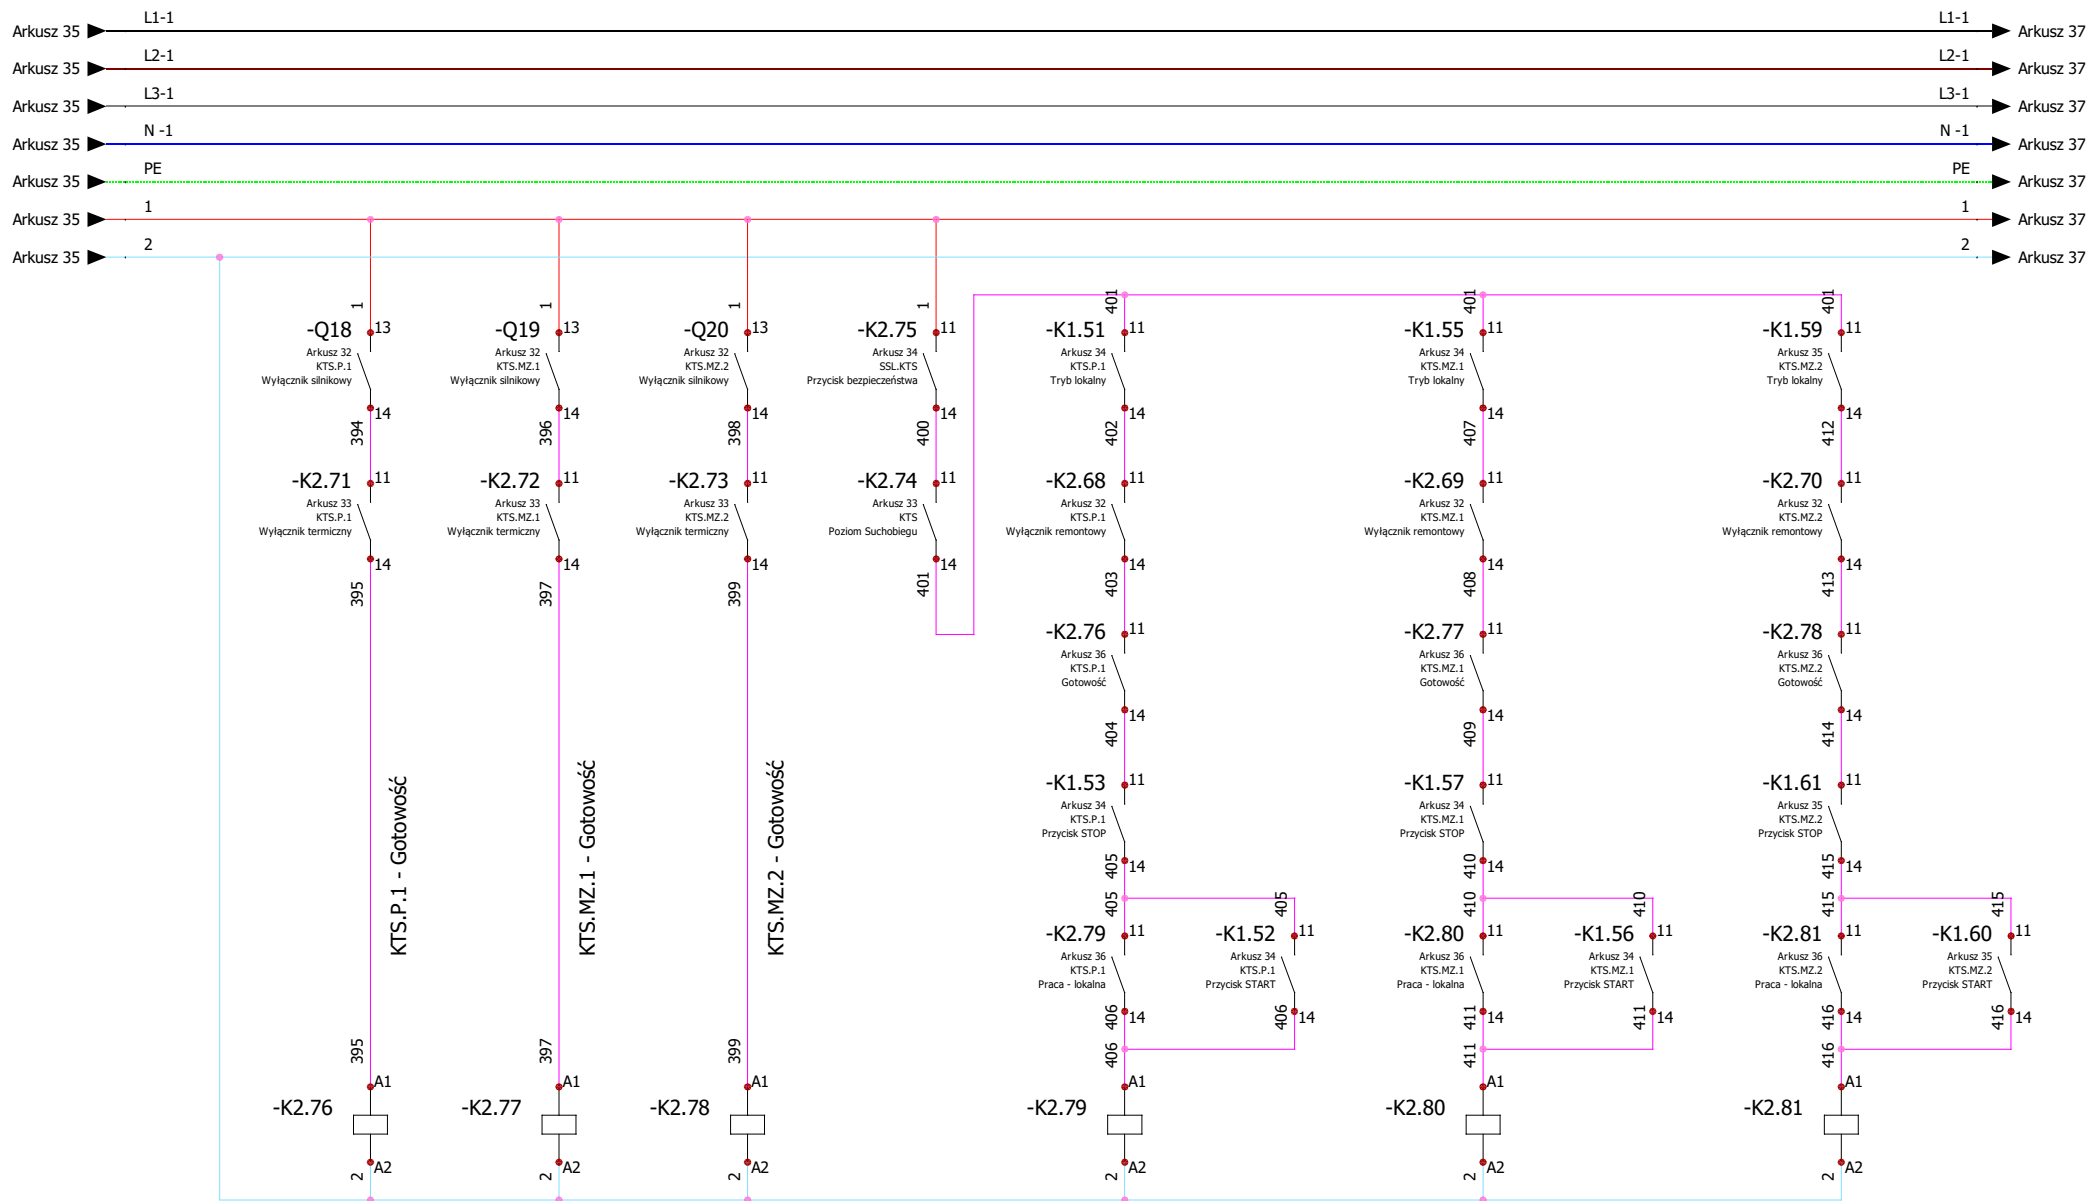 Arkusz 35 L1-1 L1-1 Arkusz 37
Arkusz 35 L2-1 L2-1 Arkusz 37
Arkusz 35 L3-1 L3-1 Arkusz 37
Arkusz 35 N -1 N -1 Arkusz 37
Arkusz 35 PE PE Arkusz 37
Arkusz 35 1 1 Arkusz 37
Arkusz 35 2 2 Arkusz 37
1
-Q18 13
Arkusz 32
KTS.P.1
Wyłącznik silnikowy
14
394
-K2.71 11
Arkusz 33
KTS.P.1
Wyłącznik termiczny
14
395
KTS.P.1 - Gotowość
395
A1
-K2.76
A2
2
1
-Q19 13
Arkusz 32
KTS.MZ.1
Wyłącznik silnikowy
14
396
-K2.72 11
Arkusz 33
KTS.MZ.1
Wyłącznik termiczny
14
397
KTS.MZ.1 - Gotowość
397
A1
-K2.77
A2
2
1
-Q20 13
Arkusz 32
KTS.MZ.2
Wyłącznik silnikowy
14
398
-K2.73 11
Arkusz 33
KTS.MZ.2
Wyłącznik termiczny
14
399
KTS.MZ.2 - Gotowość
399
A1
-K2.78
A2
2
1
-K2.75 11
Arkusz 34
SSL.KTS
Przycisk bezpieczeństwa
14
400
-K2.74 11
Arkusz 33
KTS
Poziom Suchobiegu
14
401
401
-K1.51 11
Arkusz 34
KTS.P.1
Tryb lokalny
14
402
-K2.68 11
Arkusz 32
KTS.P.1
Wyłącznik remontowy
14
403
-K2.76 11
Arkusz 36
KTS.P.1
Gotowość
14
404
-K1.53 11
Arkusz 34
KTS.P.1
Przycisk STOP
14
405
405
-K2.79 11
Arkusz 36
KTS.P.1
Praca - lokalna
14
406
405
-K1.52 11
Arkusz 34
KTS.P.1
Przycisk START
14
406
406
A1
-K2.79
A2
2
401
-K1.55 11
Arkusz 34
KTS.MZ.1
Tryb lokalny
14
407
-K2.69 11
Arkusz 32
KTS.MZ.1
Wyłącznik remontowy
14
408
-K2.77 11
Arkusz 36
KTS.MZ.1
Gotowość
14
409
-K1.57 11
Arkusz 34
KTS.MZ.1
Przycisk STOP
14
410
410
-K2.80 11
Arkusz 36
KTS.MZ.1
Praca - lokalna
14
411
410
-K1.56 11
Arkusz 34
KTS.MZ.1
Przycisk START
14
411
411
A1
-K2.80
A2
2
401
-K1.59 11
Arkusz 35
KTS.MZ.2
Tryb lokalny
14
412
-K2.70 11
Arkusz 32
KTS.MZ.2
Wyłącznik remontowy
14
413
-K2.78 11
Arkusz 36
KTS.MZ.2
Gotowość
14
414
-K1.61 11
Arkusz 35
KTS.MZ.2
Przycisk STOP
14
415
415
-K2.81 11
Arkusz 36
KTS.MZ.2
Praca - lokalna
14
416
415
-K1.60 11
Arkusz 35
KTS.MZ.2
Przycisk START
14
416
416
A1
-K2.81
A2
2